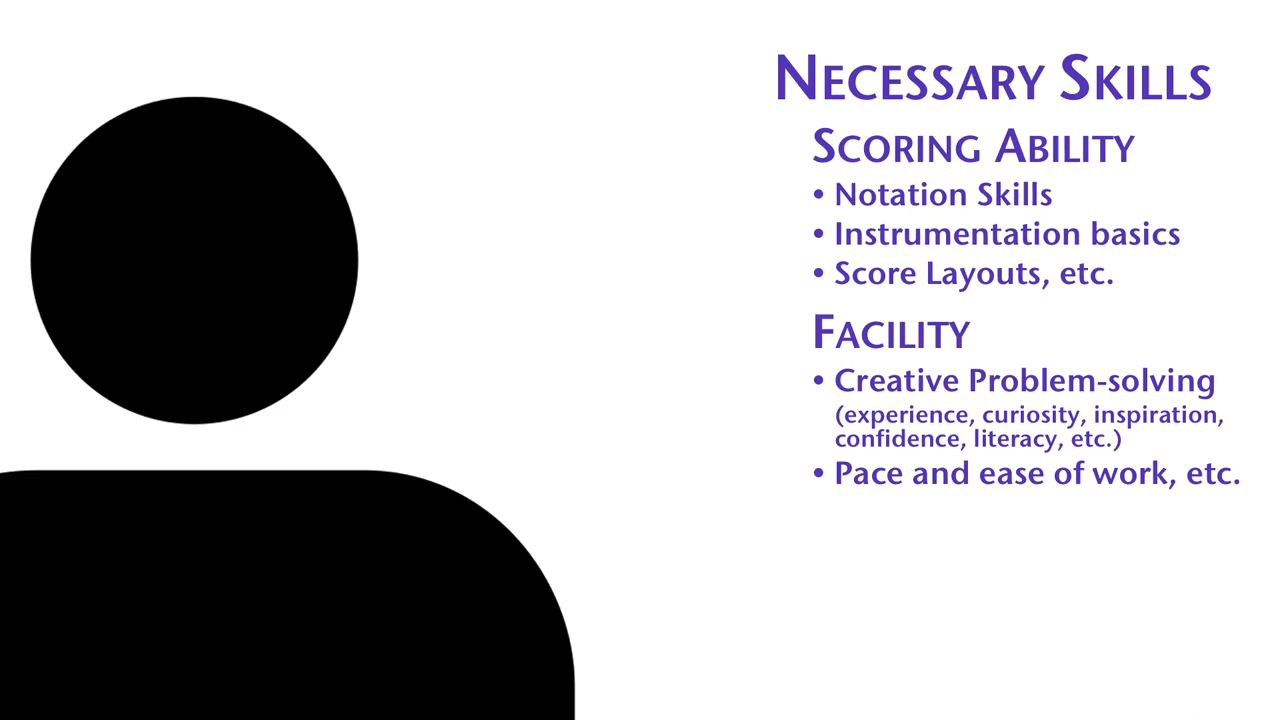 Necessary Skills
Scoring Ability
• Notation Skills
• Instrumentation basics
• Score Layouts, etc.
Facility
• Creative Problem-solving
(experience, curiosity, inspiration,
confidence, literacy, etc.)
• Pace and ease of work, etc.